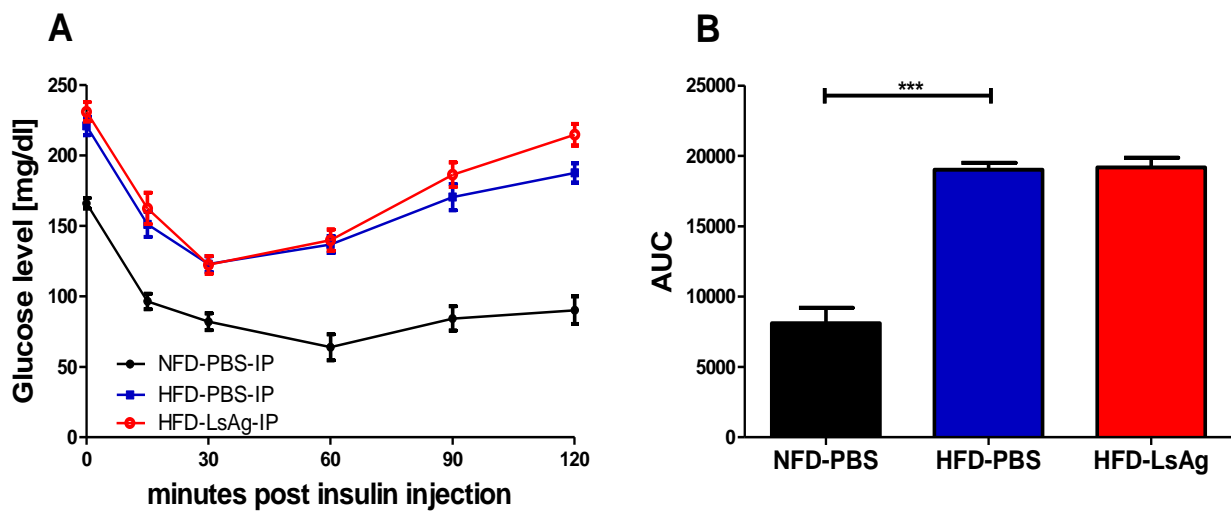 A
Glucose level [mg/dl]
250
200
150
100
50
0
NFD-PBS-IP
HFD-PBS-IP
HFD-LsAg-IP
0 30 60 90 120
minutes post insulin injection
B
AUC
25000
20000
15000
10000
5000
0
***
NFD-PBS HFD-PBS HFD-LsAg